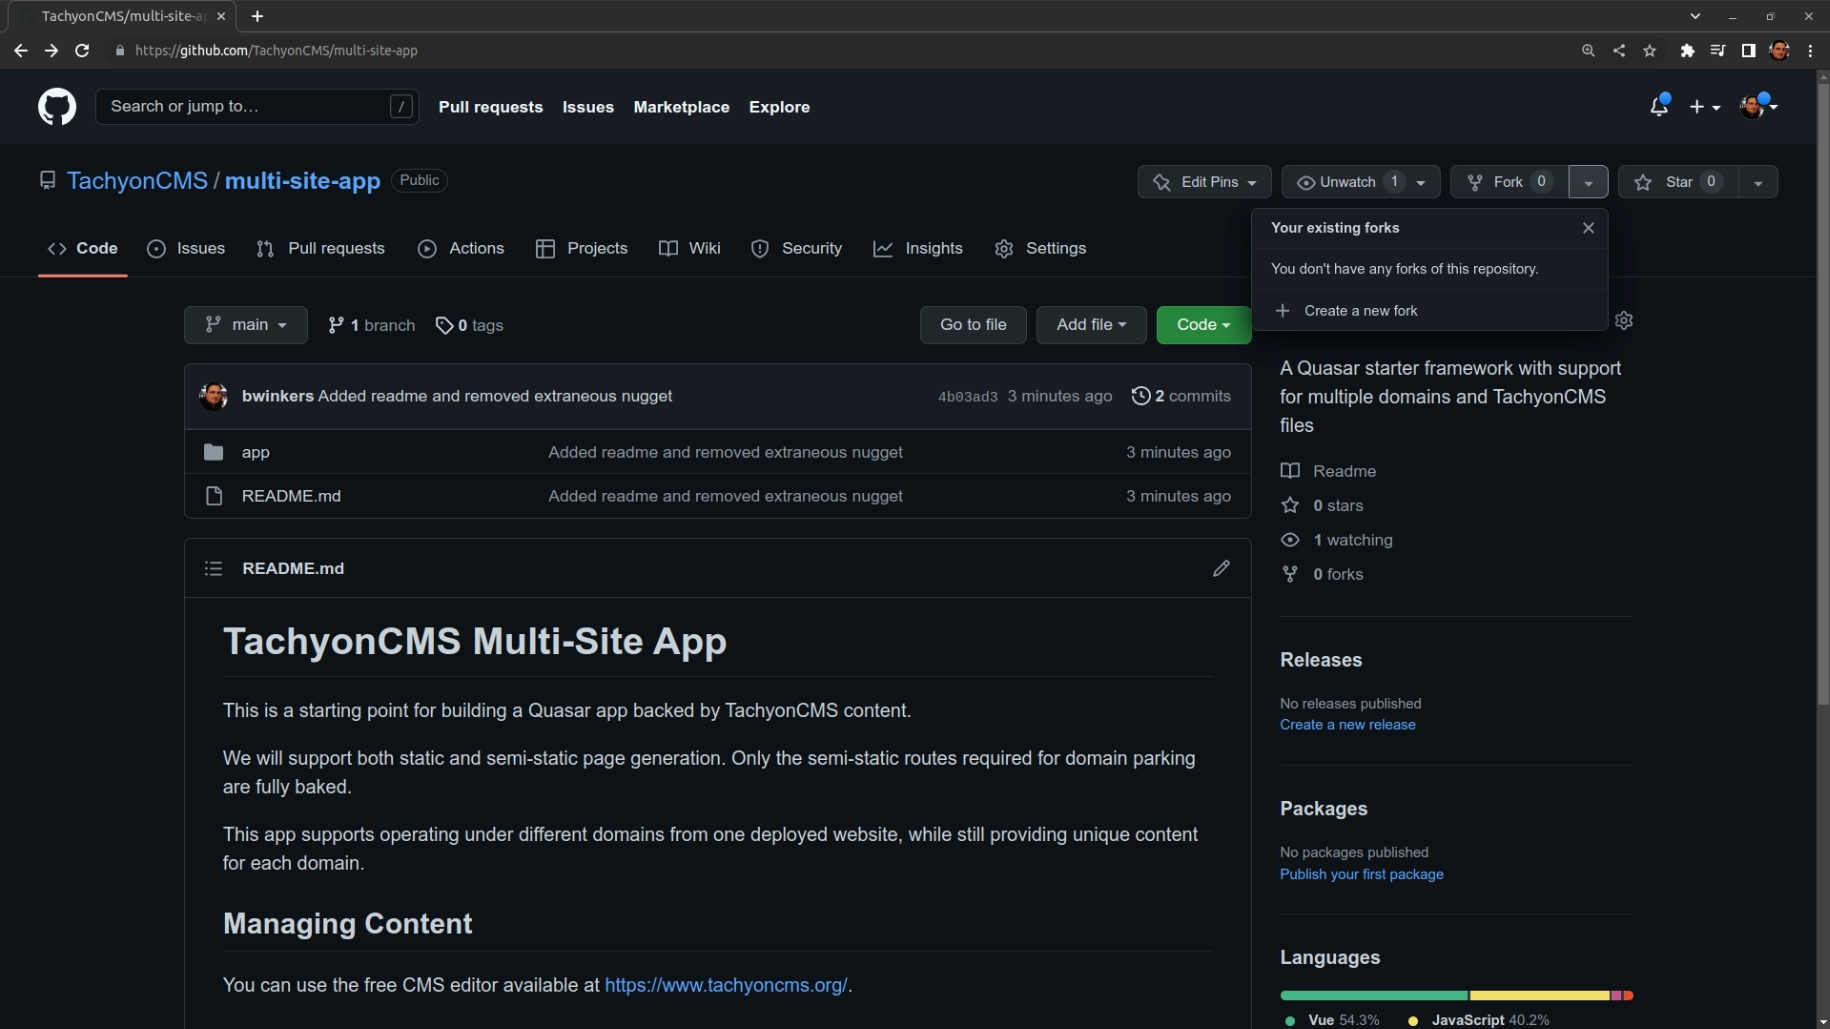 TachyonCMS/multi-site-ap
https://github.com/TachyonCMS/multi-site-app
Search or jump to...
/
Pull requests
Issues
Marketplace
Explore
TachyonCMS / multi-site-app
Public
Edit Pins
Unwatch 1
Fork 0
Star 0
Code
Issues
Pull requests
Actions
Projects
Wiki
Security
Insights
Settings
Your existing forks
You don't have any forks of this repository.
Create a new fork
main
1 branch
0 tags
Go to file
Add file
Code
A Quasar starter framework with support
for multiple domains and TachyonCMS
files
bwinkers Added readme and removed extraneous nugget
4b03ad3 3 minutes ago
2 commits
app
Added readme and removed extraneous nugget
3 minutes ago
README.md
Added readme and removed extraneous nugget
3 minutes ago
Readme
0 stars
1 watching
0 forks
README.md
TachyonCMS Multi-Site App
This is a starting point for building a Quasar app backed by TachyonCMS content.
We will support both static and semi-static page generation. Only the semi-static routes required for domain parking
are fully baked.
This app supports operating under different domains from one deployed website, while still providing unique content
for each domain.
Managing Content
You can use the free CMS editor available at https://www.tachyoncms.org/.
Releases
No releases published
Create a new release
Packages
No packages published
Publish your first package
Languages
Vue 54.3%
JavaScript 40.2%